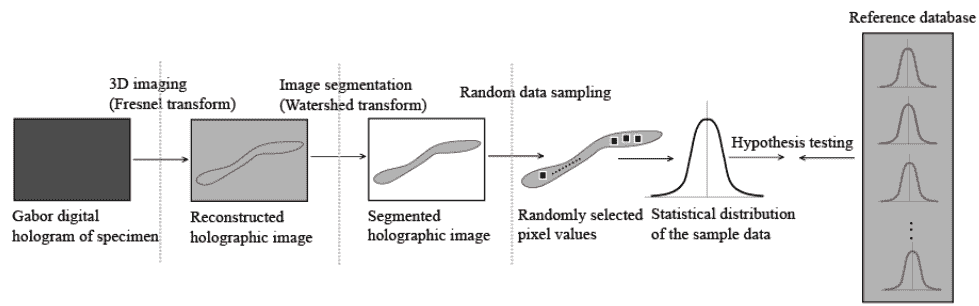 Reference database
3D imaging
(Fresnel transform)
Image segmentation
(Watershed transform)
Random data sampling
Hypothesis testing
Gabor digital
hologram of specimen
Reconstructed
holographic image
Segmented
holographic image
Randomly selected
pixel values
Statistical distribution
of the sample data